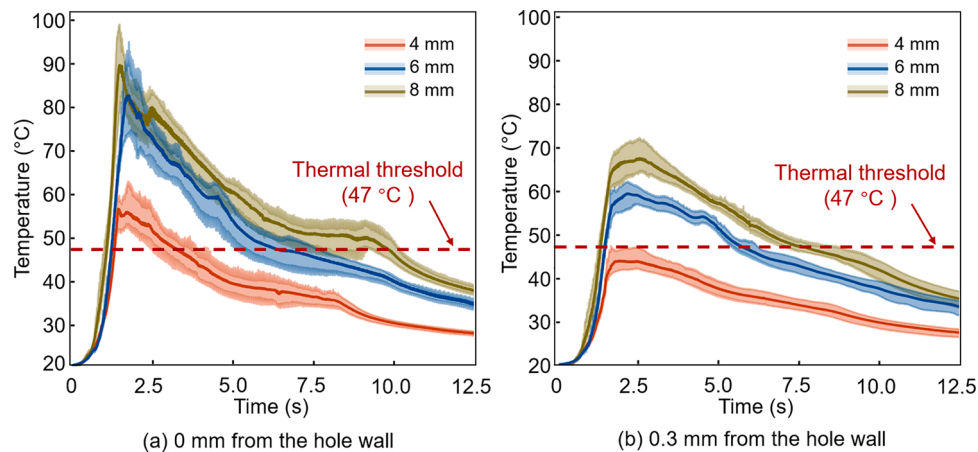 100
90
80
70
60
50
40
30
20
0
2.5
5.0
7.5
10.0
12.5
Temperature (°C)
Time (s)
4 mm
6 mm
8 mm
Thermal threshold
(47 °C )
(a) 0 mm from the hole wall
100
90
80
70
60
50
40
30
20
0
2.5
5.0
7.5
10.0
12.5
Temperature (°C)
Time (s)
4 mm
6 mm
8 mm
Thermal threshold
(47 °C )
(b) 0.3 mm from the hole wall